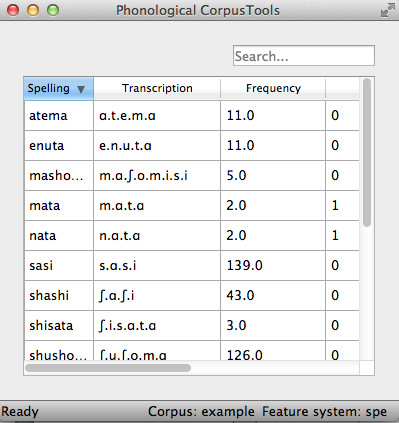 Phonological CorpusTools
Search...
Spelling Transcription Frequency
atema ɑ.t.e.m.ɑ 11.0 0
enuta e.n.u.t.ɑ 11.0 0
masho... m.ɑ.ʃ.o.m.i.s.i 5.0 0
mata m.ɑ.t.ɑ 2.0 1
nata n.ɑ.t.ɑ 2.0 1
sasi s.ɑ.s.i 139.0 0
shashi ʃ.ɑ.ʃ.i 43.0 0
shisata ʃ.i.s.ɑ.t.ɑ 3.0 0
shusho... ʃ.u.ʃ.o.m.ɑ 126.0 0
Ready Corpus: example Feature system: spe